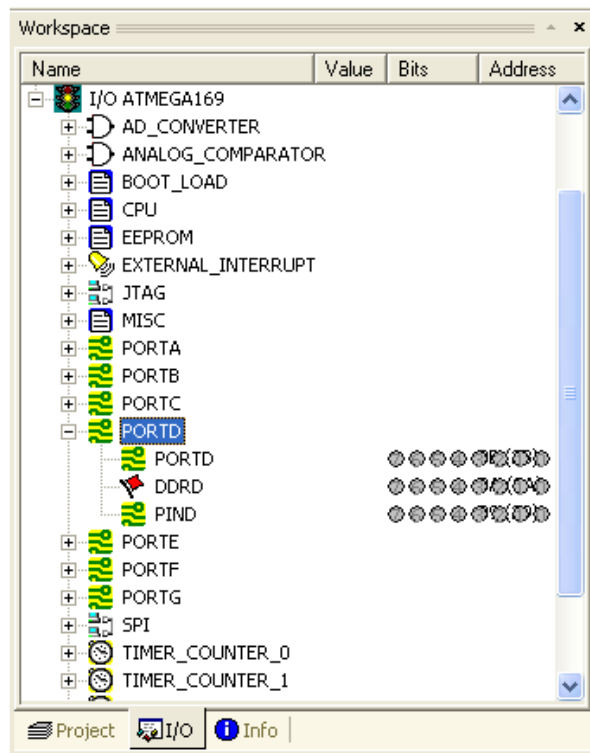 Workspace
Name Value Bits Address
I/O ATMEGA169
AD_CONVERTER
ANALOG_COMPARATOR
BOOT_LOAD
CPU
EEPROM
EXTERNAL_INTERRUPT
JTAG
MISC
PORTA
PORTB
PORTC
PORTD
PORTD
DDRD
PIND
PORTE
PORTF
PORTG
SPI
TIMER_COUNTER_0
TIMER_COUNTER_1
Project I/O Info